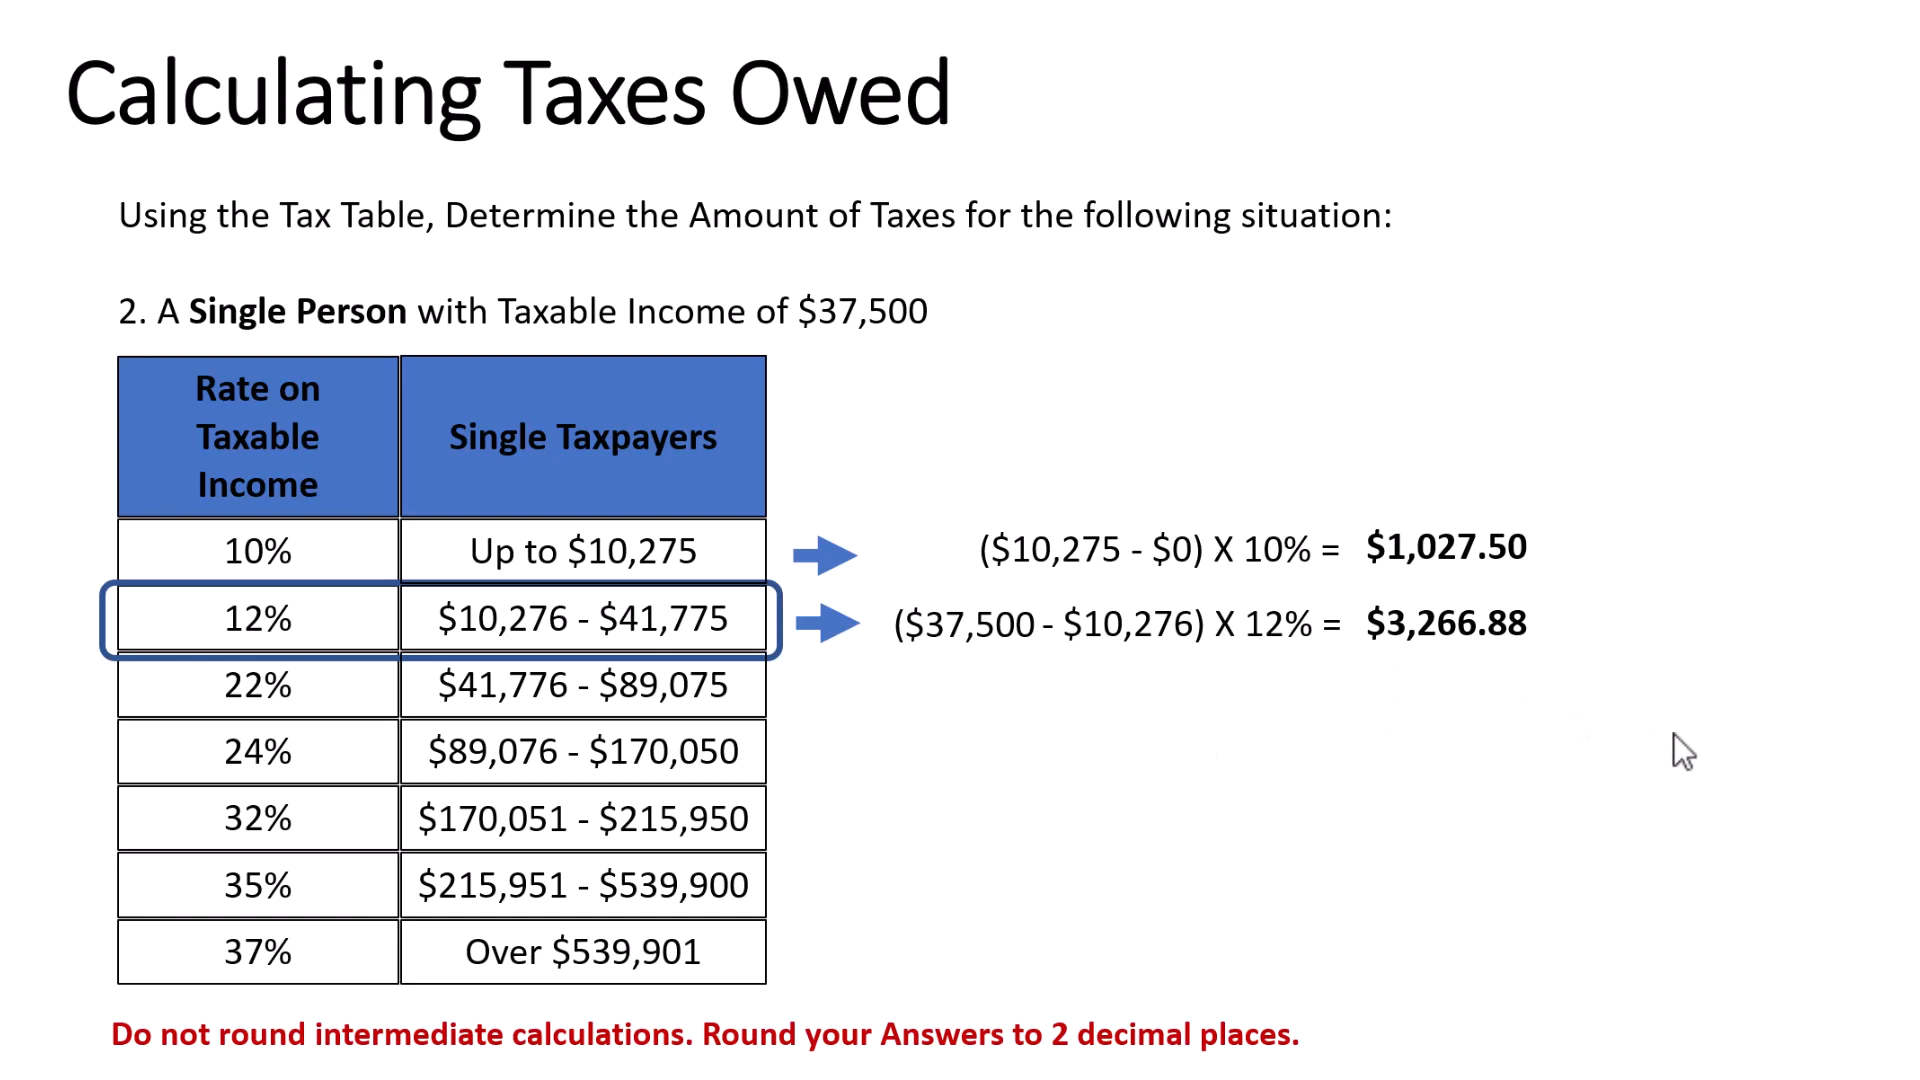 Calculating Taxes Owed
Using the Tax Table, Determine the Amount of Taxes for the following situation:
2. A Single Person with Taxable Income of $37,500
Rate on
Taxable
Income
Single Taxpayers
10%
Up to $10,275
($10,275 - $0) X 10% = $1,027.50
12%
$10,276 - $41,775
($37,500 - $10,276) X 12% = $3,266.88
22%
$41,776 - $89,075
24%
$89,076 - $170,050
32%
$170,051 - $215,950
35%
$215,951 - $539,900
37%
Over $539,901
Do not round intermediate calculations. Round your Answers to 2 decimal places.